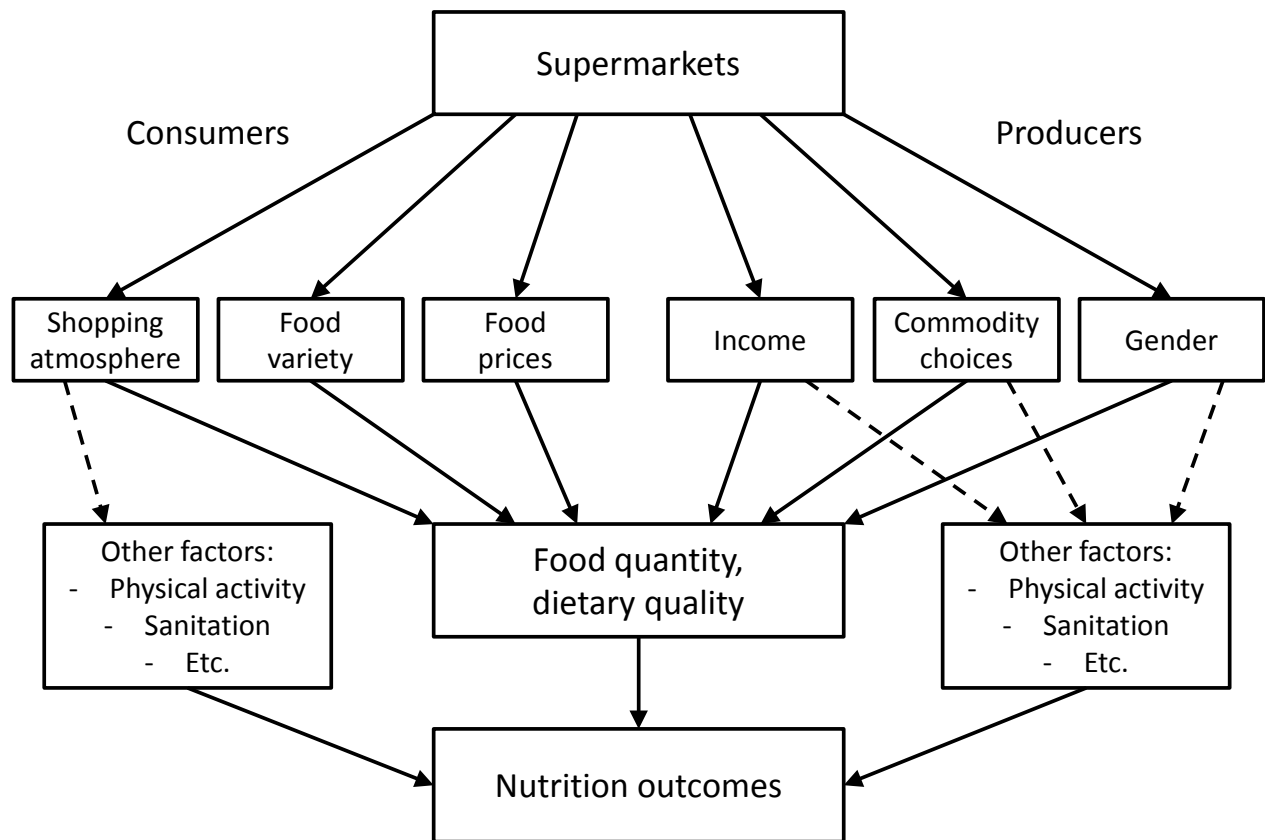 Supermarkets
Consumers
Producers
Shopping
atmosphere
Food
variety
Food
prices
Income
Commodity
choices
Gender
Other factors:
- Physical activity
- Sanitation
- Etc.
Food quantity,
dietary quality
Other factors:
- Physical activity
- Sanitation
- Etc.
Nutrition outcomes